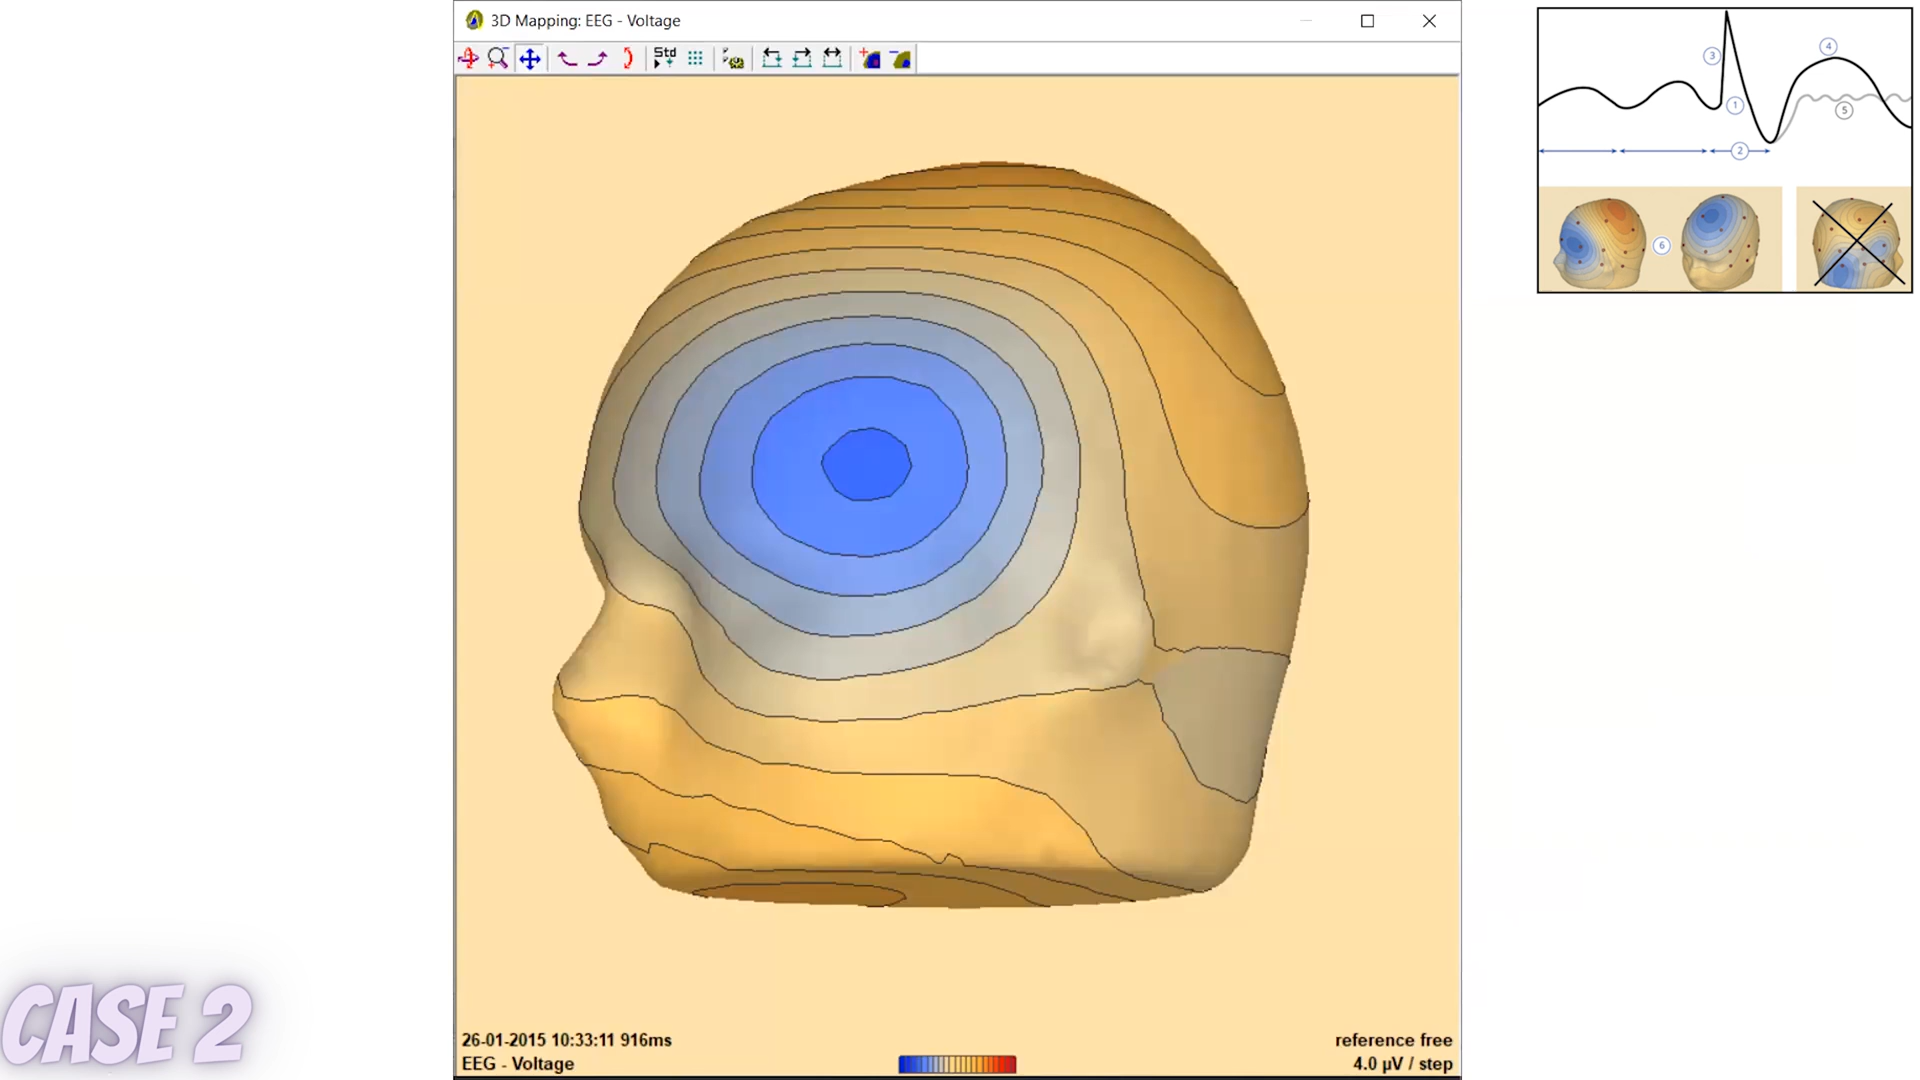 3D Mapping: EEG - Voltage
Std
3
4
1
5
2
6
CASE 2
26-01-2015 10:33:11 916ms
reference free
EEG - Voltage
4.0 µV / step